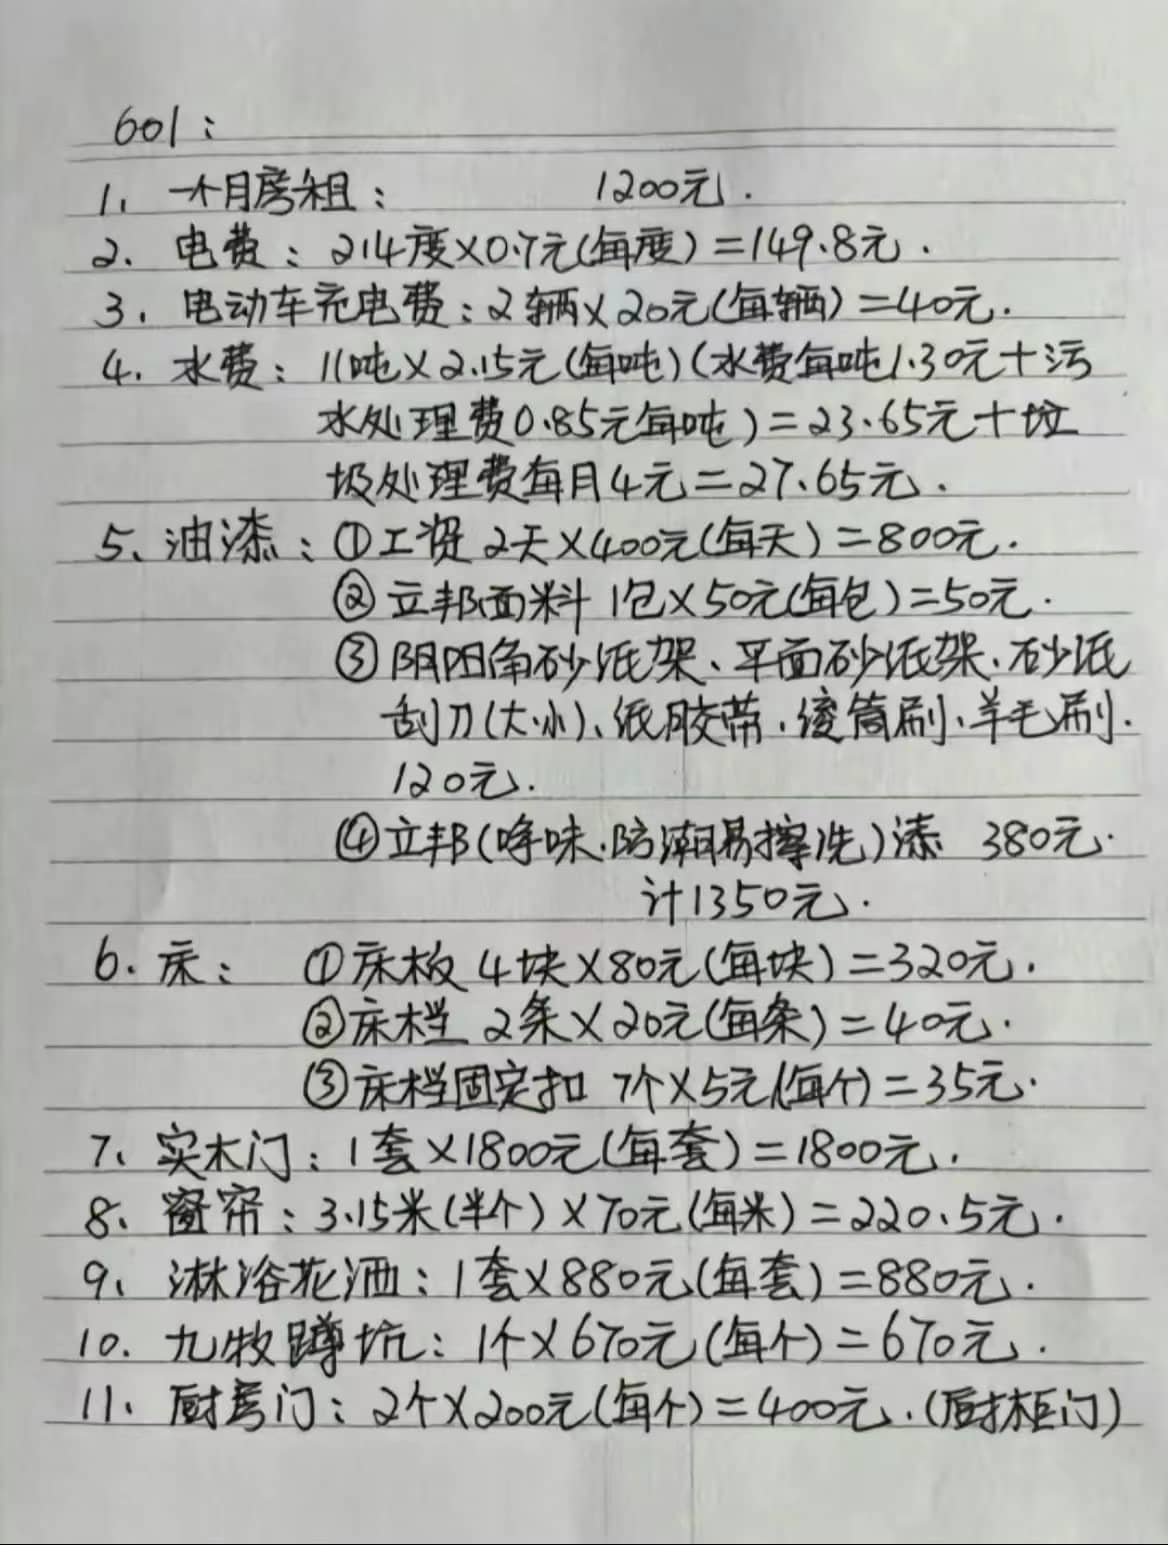 601：
1、一个月房租： 1200元.
2. 电费：214度×0.7元(每度)=149.8元.
3. 电动车充电费：2辆×20元(每辆)=40元.
4. 水费：11吨×2.15元(每吨)(水费每吨1.30元+污
水处理费0.85元每吨)=23.65元+垃
圾处理费每月4元=27.65元.
5、油漆：①工资 2天×400元(每天)=800元.
②立邦面料 1包×50元(每包)=50元.
③阴阳角砂纸架、平面砂纸架、砂纸
刮刀(大小)、纸胶带、滚筒刷、羊毛刷.
120元.
④立邦(净味.防潮易擦洗)漆 380元.
计1350元.
6. 床： ①床板 4块×80元(每块)=320元.
②床档 2条×20元(每条)=40元.
③床档固定扣 7个×5元(每个)=35元.
7、实木门：1套×1800元(每套)=1800元.
8、窗帘：3.15米(半个)×70元(每米)=220.5元.
9、淋浴花洒：1套×880元(每套)=880元.
10. 九牧蹲坑：1个×670元(每个)=670元.
11、厨房门：2个×200元(每个)=400元.(厨柜门)